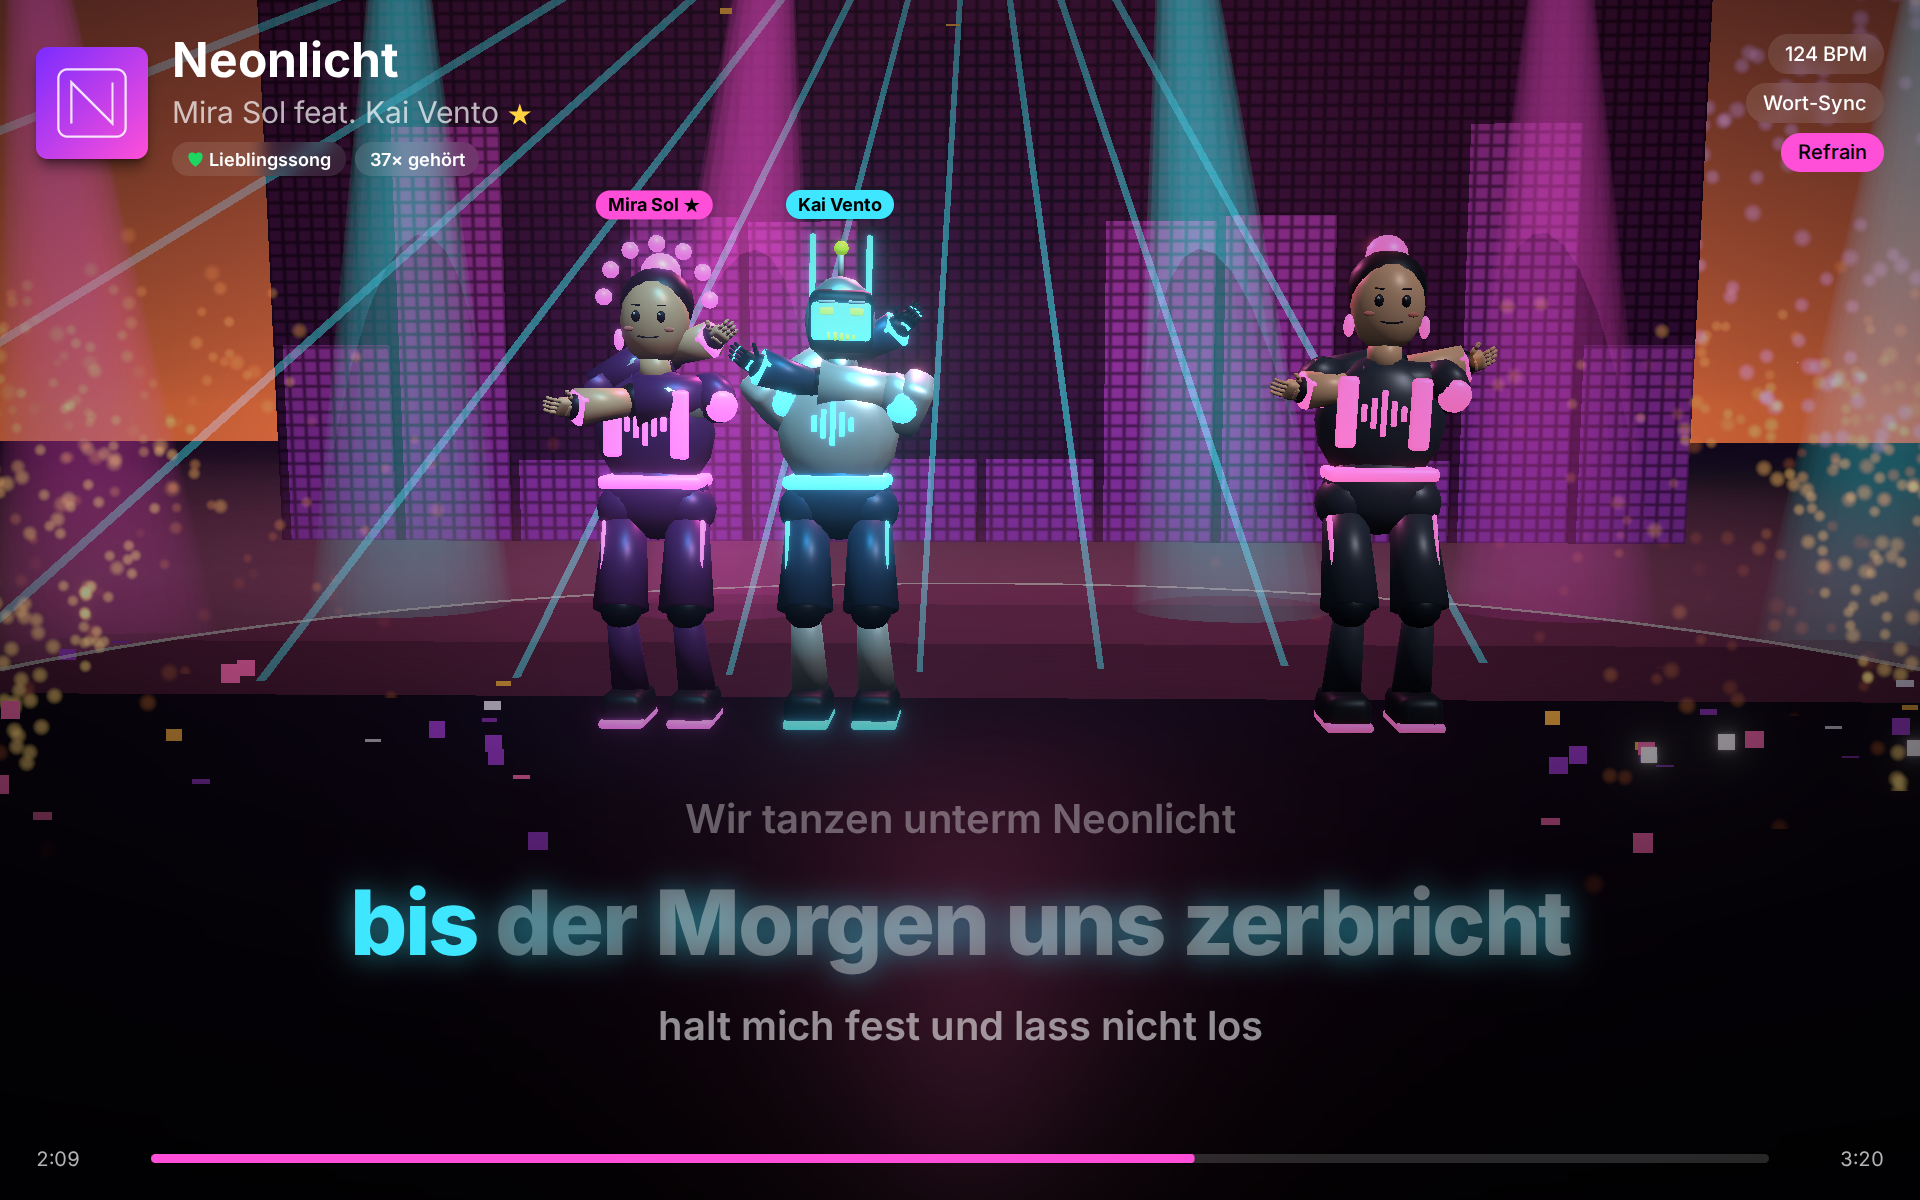 N
Neonlicht
Mira Sol feat. Kai Vento ★
Lieblingssong
37× gehört
124 BPM
Wort-Sync
Refrain
Mira Sol ★
Kai Vento
Wir tanzen unterm Neonlicht
bis der Morgen uns zerbricht
halt mich fest und lass nicht los
2:09
3:20